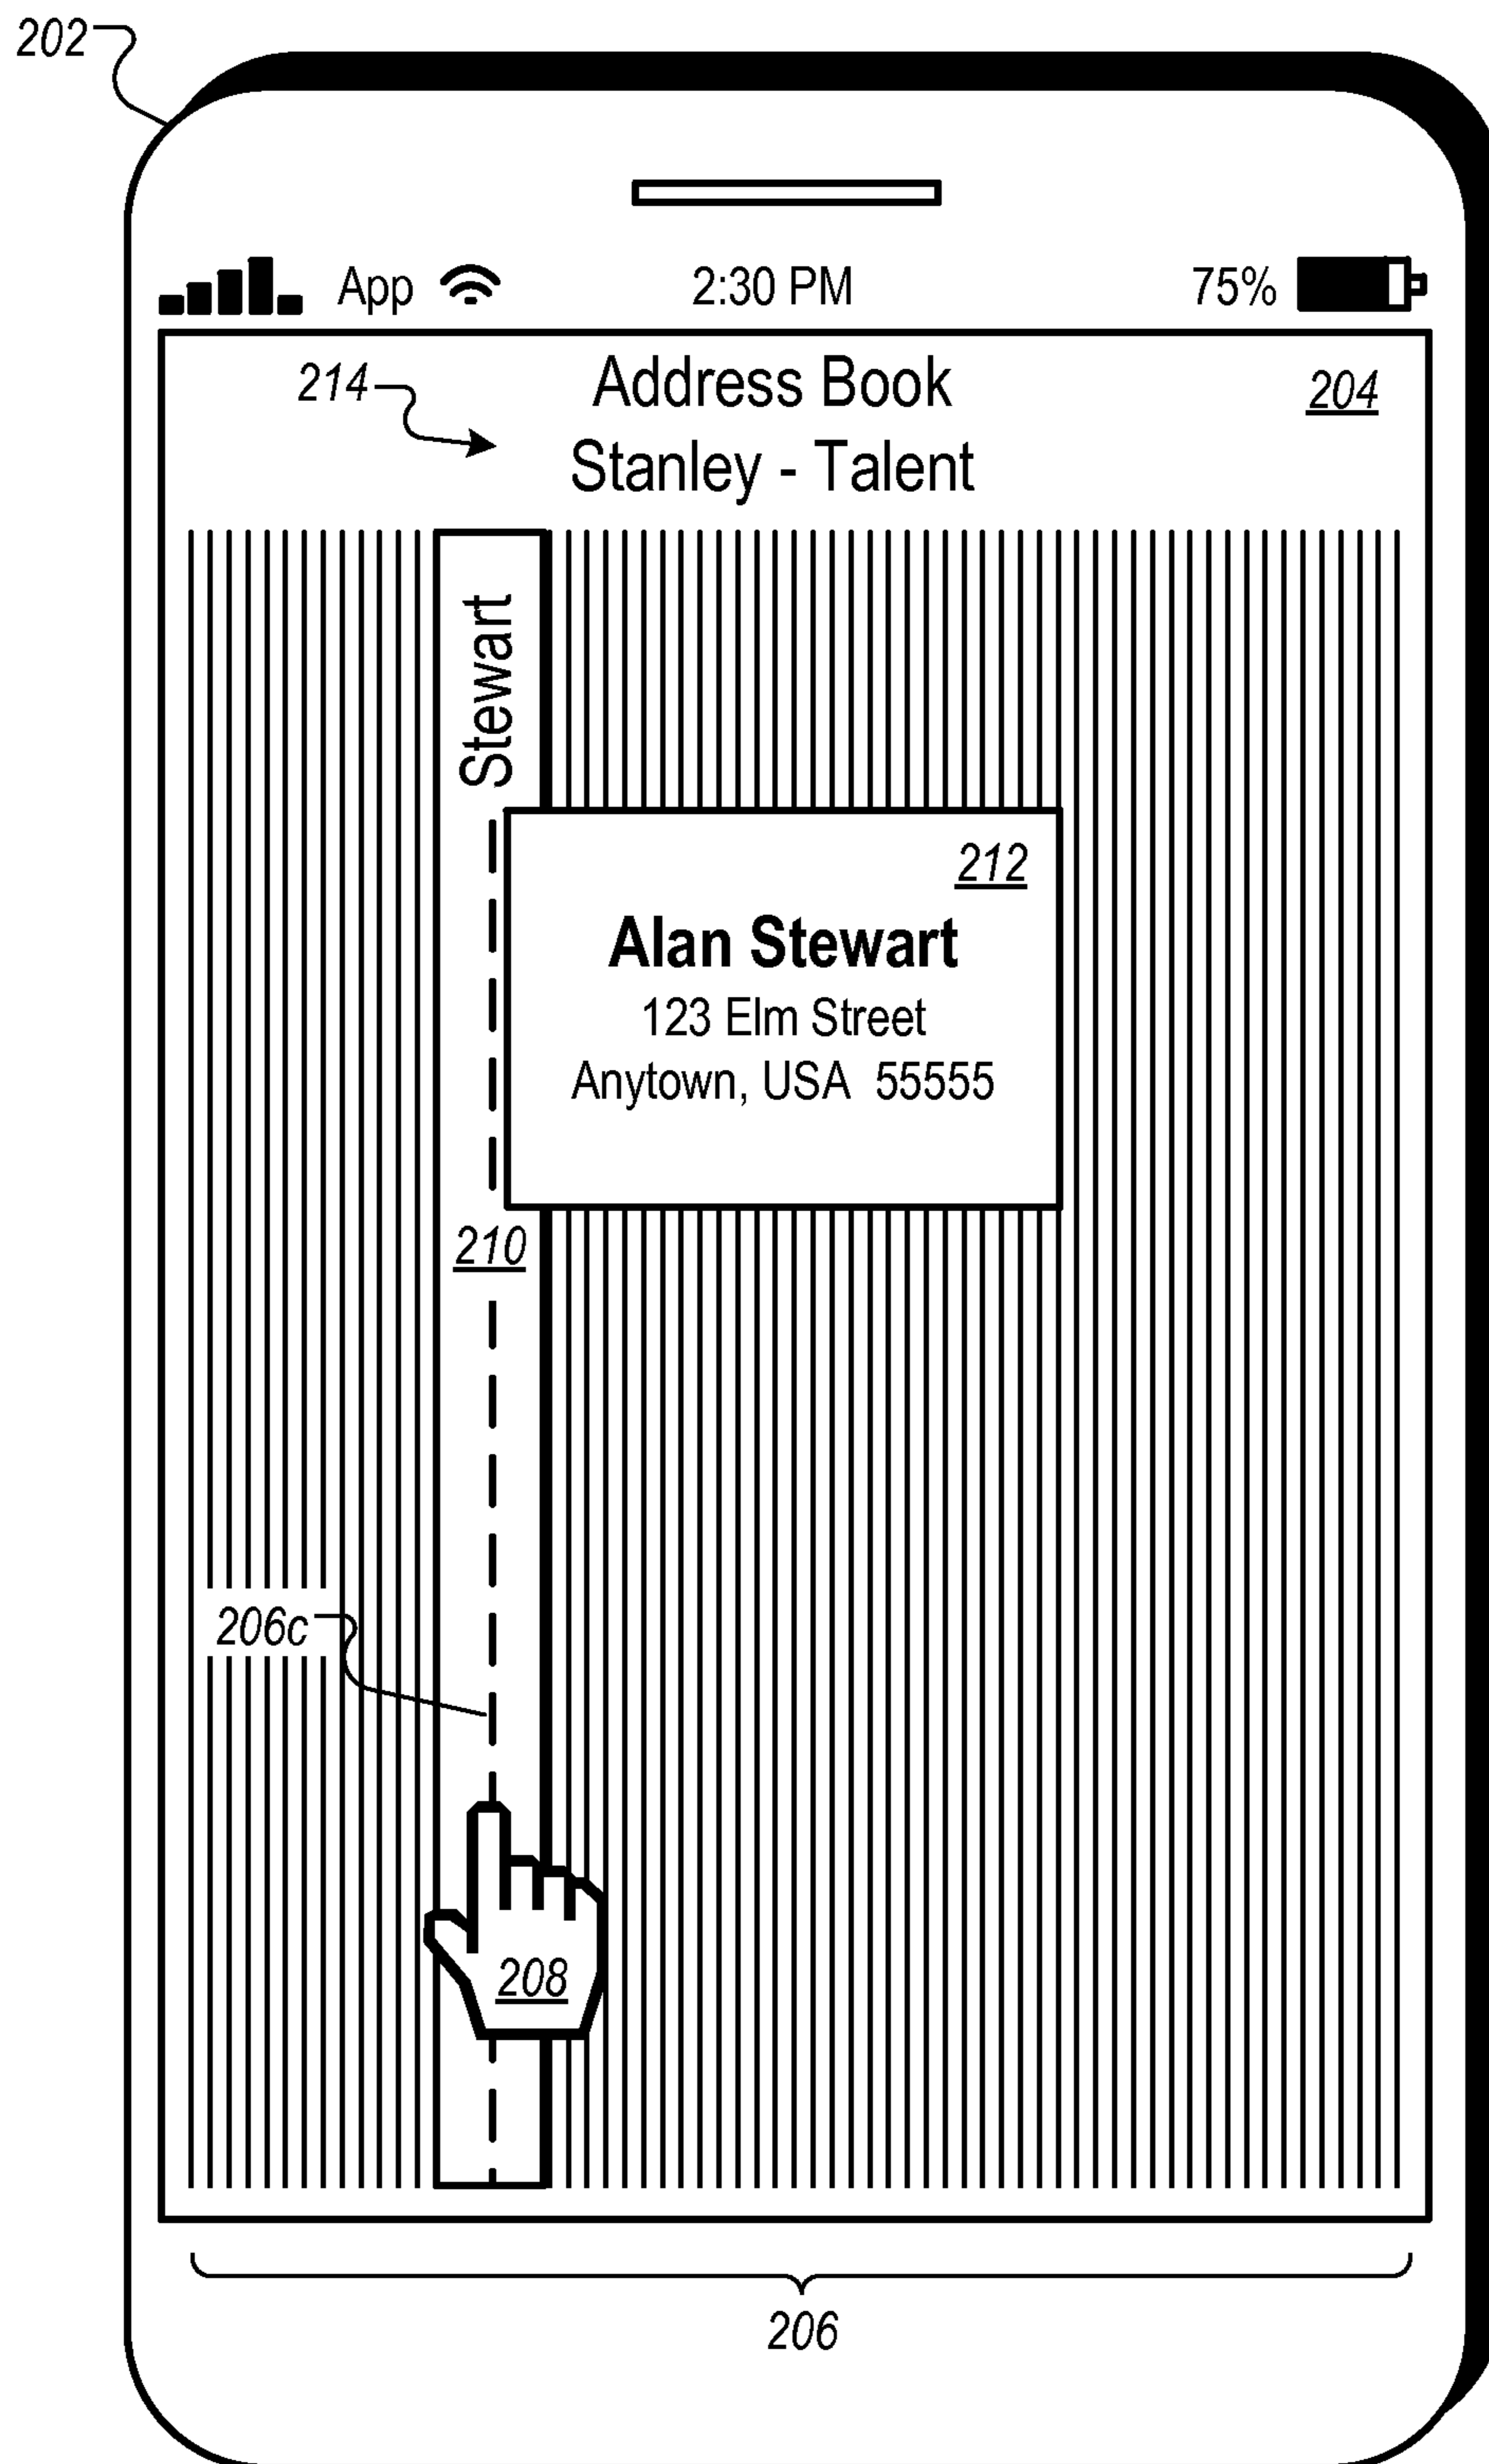 202
App 2:30 PM 75%
214 Address Book 204
Stanley - Talent
Stewart
212
Alan Stewart
123 Elm Street
Anytown, USA 55555
210
206c
208
206